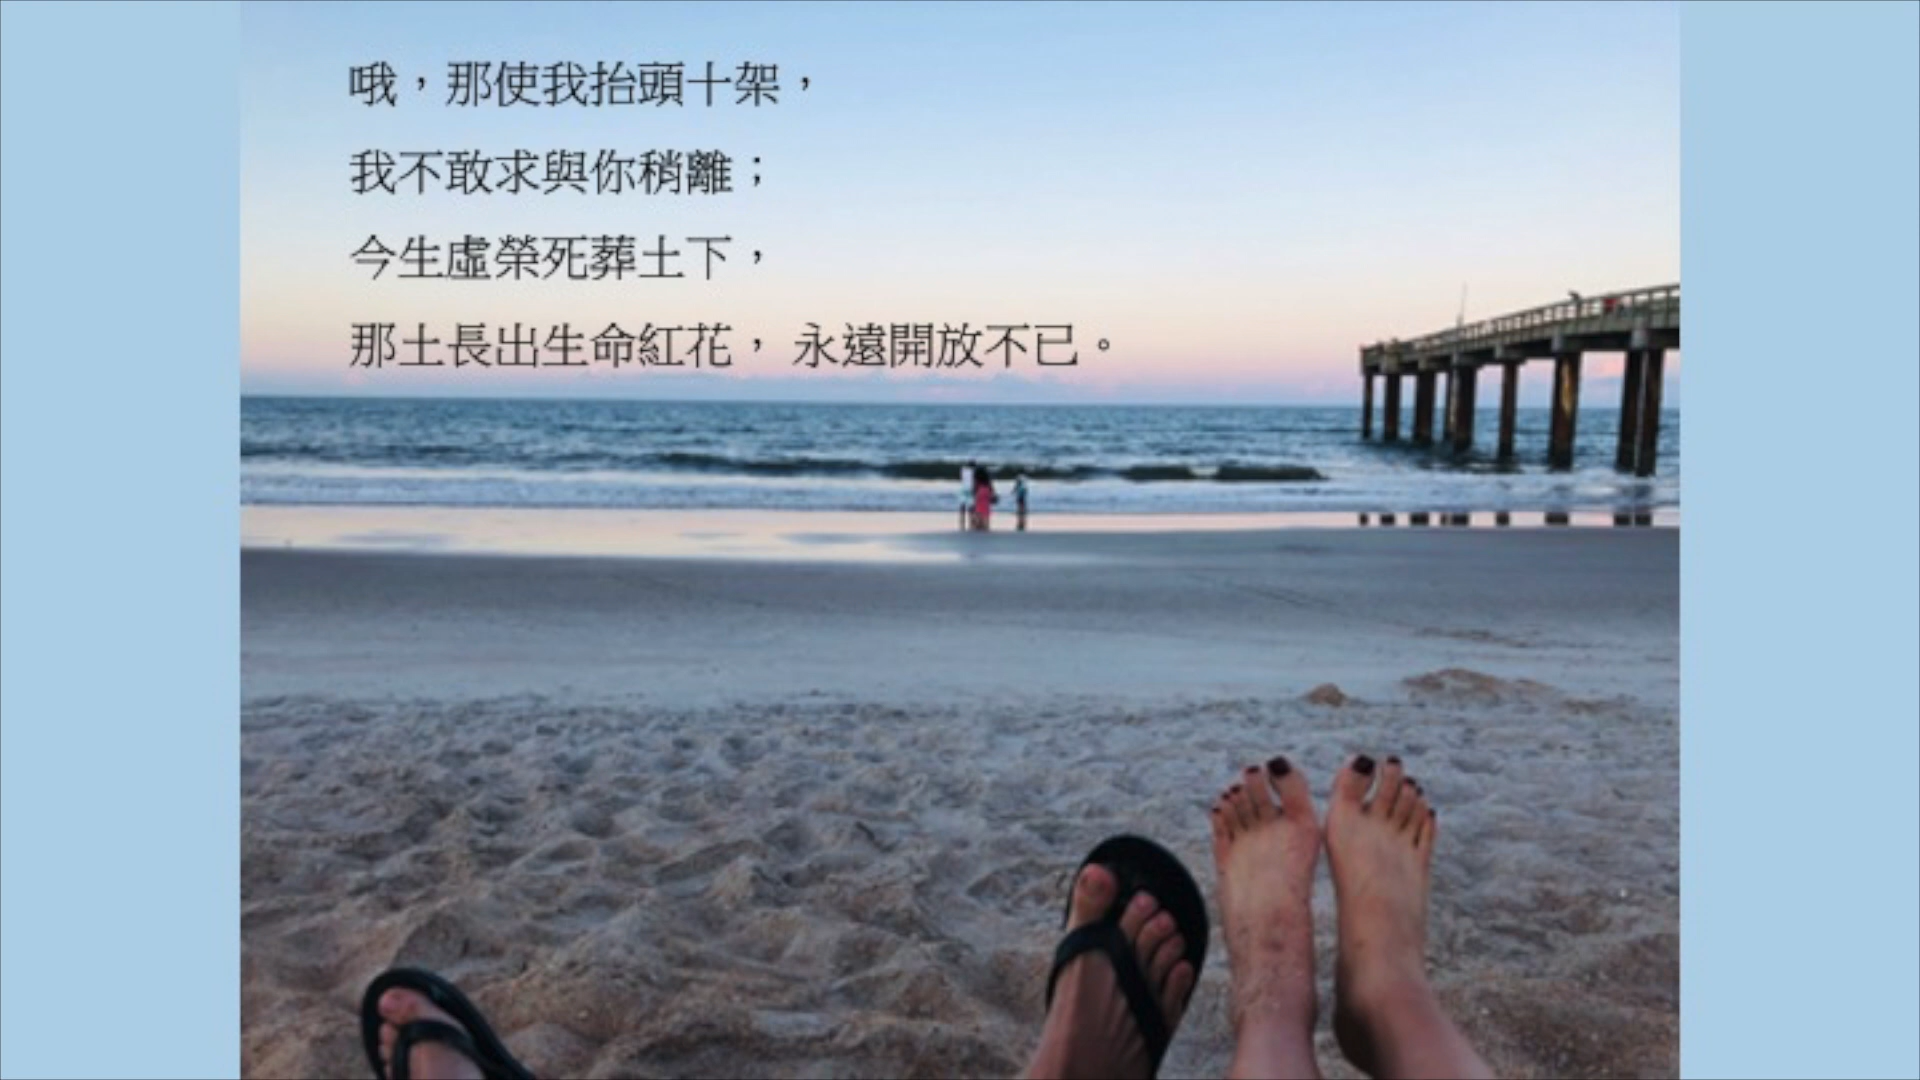 哦，那使我抬頭十架，
我不敢求與你稍離；
今生虛榮死葬土下，
那土長出生命紅花， 永遠開放不已。